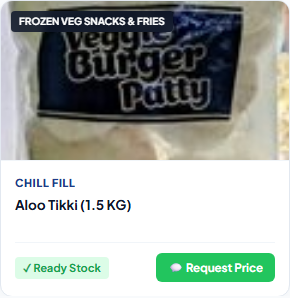 FROZEN VEG SNACKS & FRIES
Veggie
Burger
Patty
CHILL FILL
Aloo Tikki (1.5 KG)
✓ Ready Stock
Request Price